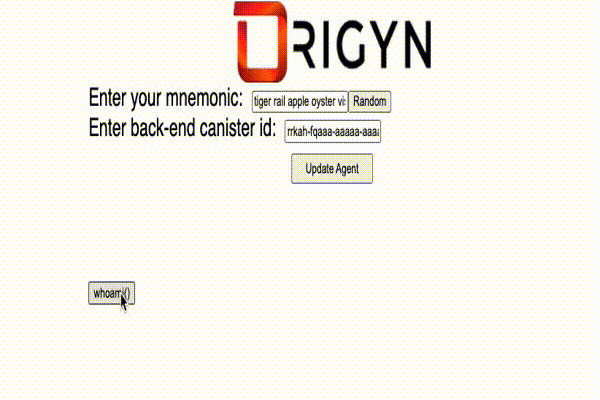 ORIGYN
Enter your mnemonic: tiger rail apple oyster vi Random
Enter back-end canister id: rrkah-fqaaa-aaaaa-aaaa
Update Agent
whoami()